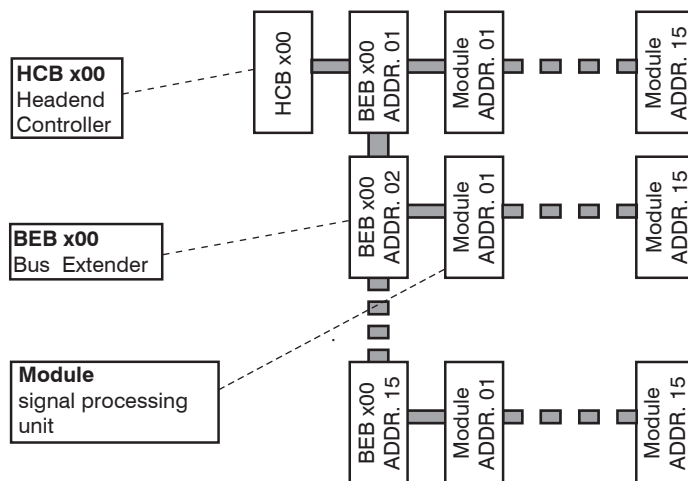 HCB x00
Headend
Controller
HCB x00
BEB x00
ADDR. 01
Module
ADDR. 01
Module
ADDR. 15
BEB x00
Bus Extender
BEB x00
ADDR. 02
Module
ADDR. 01
Module
ADDR. 15
Module
signal processing
unit
BEB x00
ADDR. 15
Module
ADDR. 01
Module
ADDR. 15